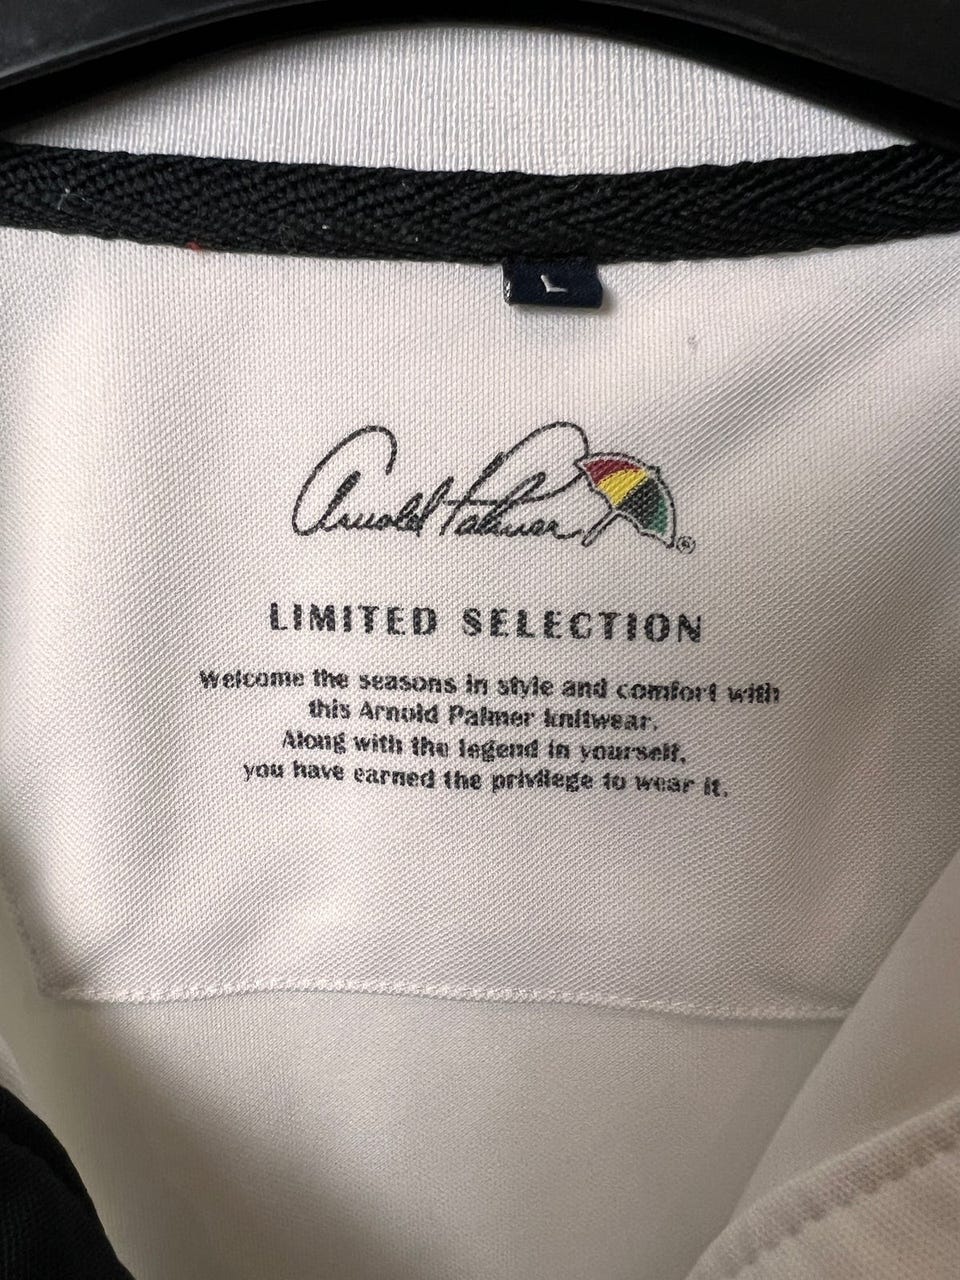 L
Arnold Palmer ®
LIMITED SELECTION
Welcome the seasons in style and comfort with
this Arnold Palmer knitwear.
Along with the legend in yourself,
you have earned the privilege to wear it.